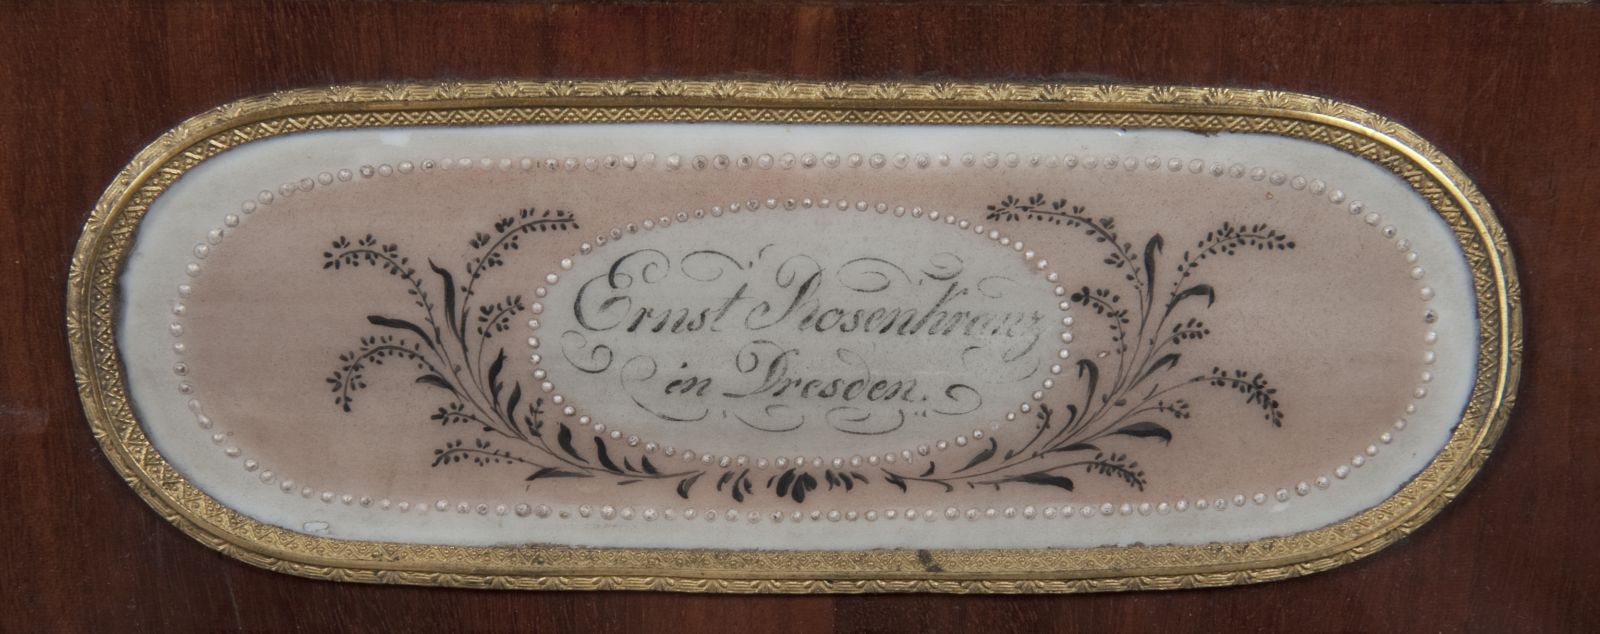 Ernst Rosenkranz
in Dresden.